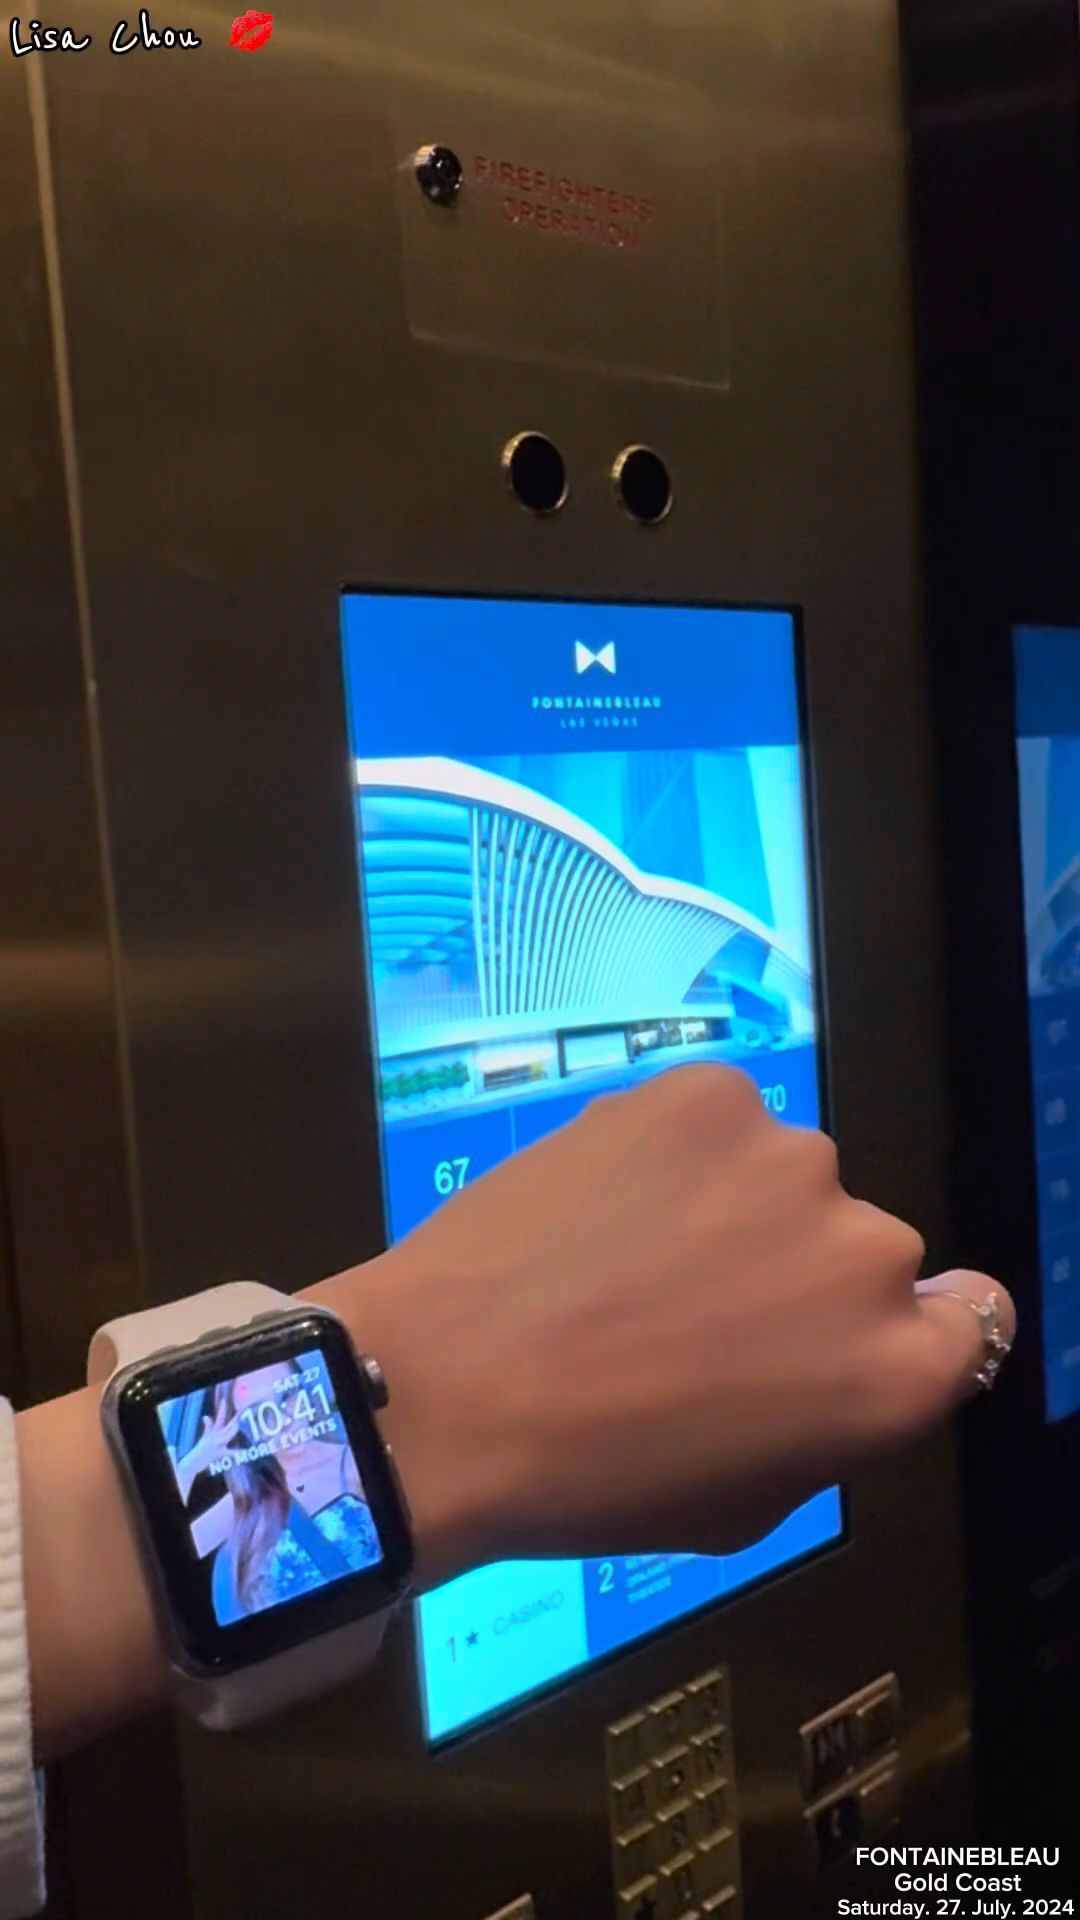 Lisa Chou 💋
FIREFIGHTERS
OPERATION
FONTAINEBLEAU
LAS VEGAS
70
67
SAT 27
10:41
NO MORE EVENTS
2
THEATER
1★ CASINO
FONTAINEBLEAU
Gold Coast
Saturday. 27. July. 2024